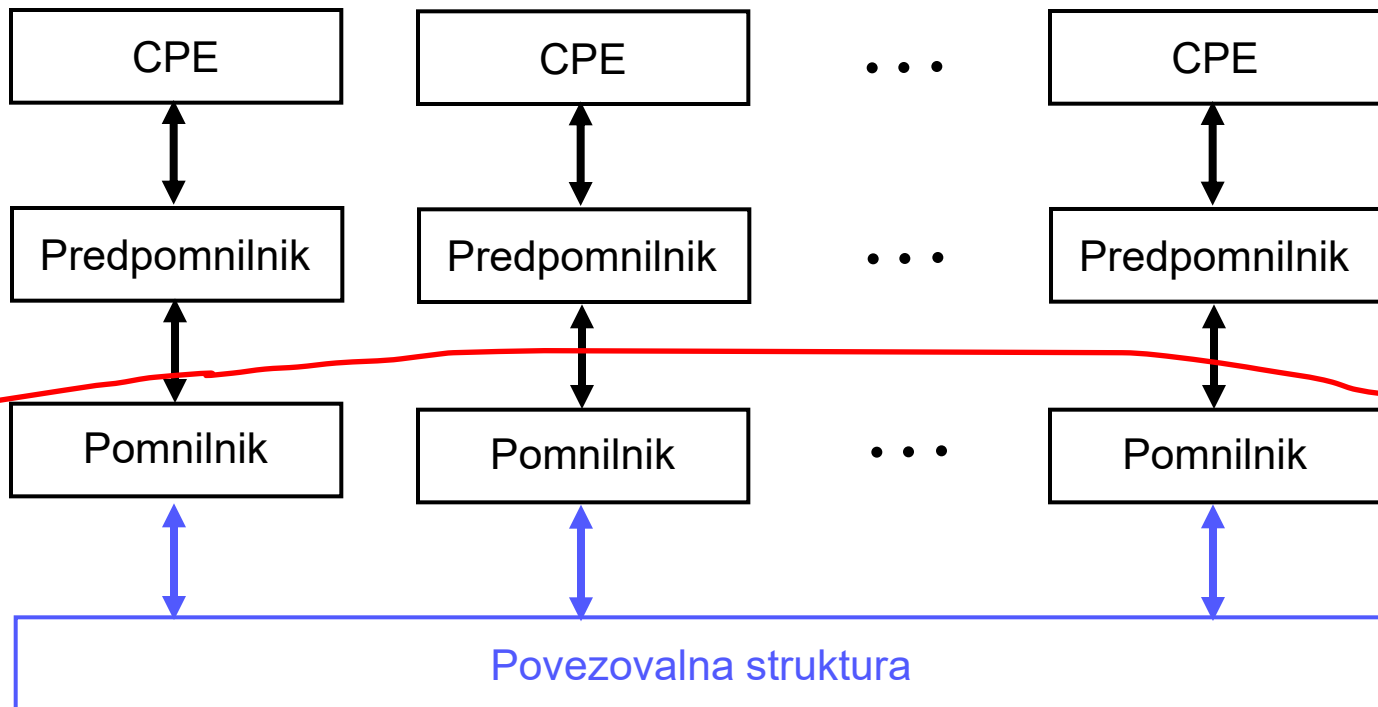 CPE CPE • • • CPE
Predpomnilnik Predpomnilnik • • • Predpomnilnik
Pomnilnik Pomnilnik • • • Pomnilnik
Povezovalna struktura